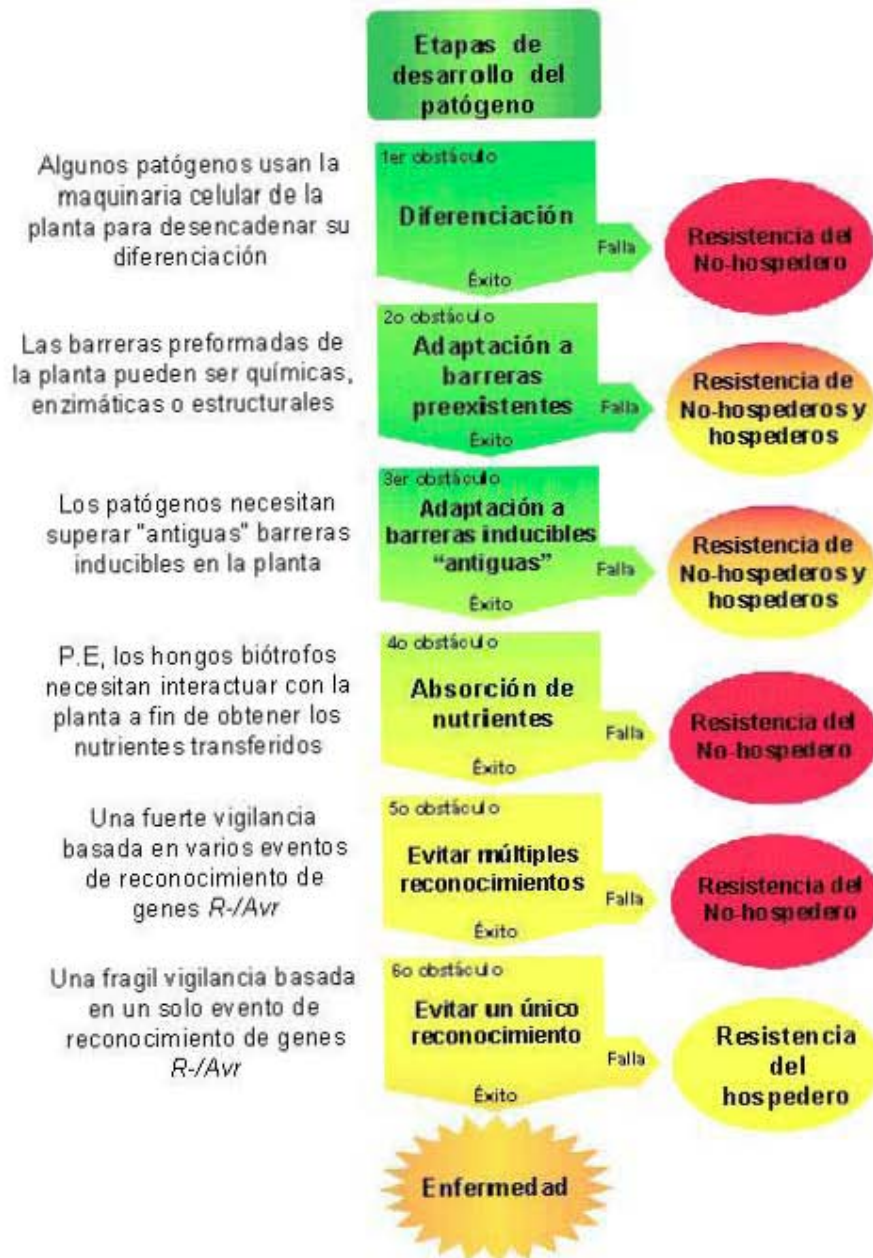 Etapas de
desarrollo del
patógeno
Algunos patógenos usan la
maquinaria celular de la
planta para desencadenar su
diferenciación
1er obstáculo
Diferenciación
Falla
Éxito
Resistencia del
No-hospedero
Las barreras preformadas de
la planta pueden ser químicas,
enzimáticas o estructurales
2o obstáculo
Adaptación a
barreras
preexistentes
Falla
Éxito
Resistencia de
No-hospederos y
hospederos
Los patógenos necesitan
superar "antiguas" barreras
inducibles en la planta
3er obstáculo
Adaptación a
barreras inducibles
“antiguas”
Falla
Éxito
Resistencia de
No-hospederos y
hospederos
P.E, los hongos biótrofos
necesitan interactuar con la
planta a fin de obtener los
nutrientes transferidos
4o obstáculo
Absorción de
nutrientes
Falla
Éxito
Resistencia del
No-hospedero
Una fuerte vigilancia
basada en varios eventos
de reconocimiento de
genes R-/Avr
5o obstáculo
Evitar múltiples
reconocimientos
Falla
Éxito
Resistencia del
No-hospedero
Una fragil vigilancia basada
en un solo evento de
reconocimiento de genes
R-/Avr
6o obstáculo
Evitar un único
reconocimiento
Falla
Éxito
Resistencia
del
hospedero
Enfermedad